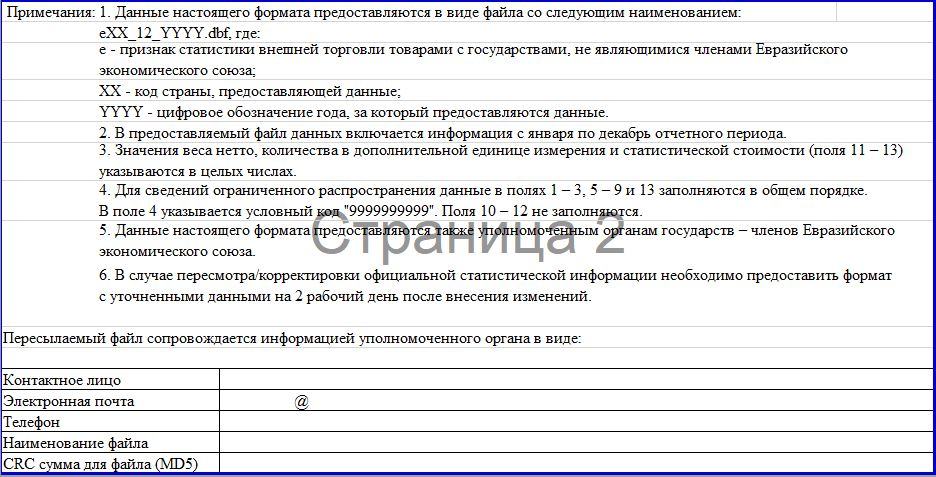 Примечания: 1. Данные настоящего формата предоставляются в виде файла со следующим наименованием:
eXX_12_YYYY.dbf, где:
e - признак статистики внешней торговли товарами с государствами, не являющимися членами Евразийского
экономического союза;
XX - код страны, предоставляющей данные;
YYYY - цифровое обозначение года, за который предоставляются данные.
2. В предоставляемый файл данных включается информация с января по декабрь отчетного периода.
3. Значения веса нетто, количества в дополнительной единице измерения и статистической стоимости (поля 11 – 13)
указываются в целых числах.
4. Для сведений ограниченного распространения данные в полях 1 – 3, 5 – 9 и 13 заполняются в общем порядке.
В поле 4 указывается условный код "9999999999". Поля 10 – 12 не заполняются.
Страница 2
5. Данные настоящего формата предоставляются также уполномоченным органам государств – членов Евразийского
экономического союза.
6. В случае пересмотра/корректировки официальной статистической информации необходимо предоставить формат
с уточненными данными на 2 рабочий день после внесения изменений.
Пересылаемый файл сопровождается информацией уполномоченного органа в виде:
Контактное лицо
Электронная почта @
Телефон
Наименование файла
CRC сумма для файла (MD5)